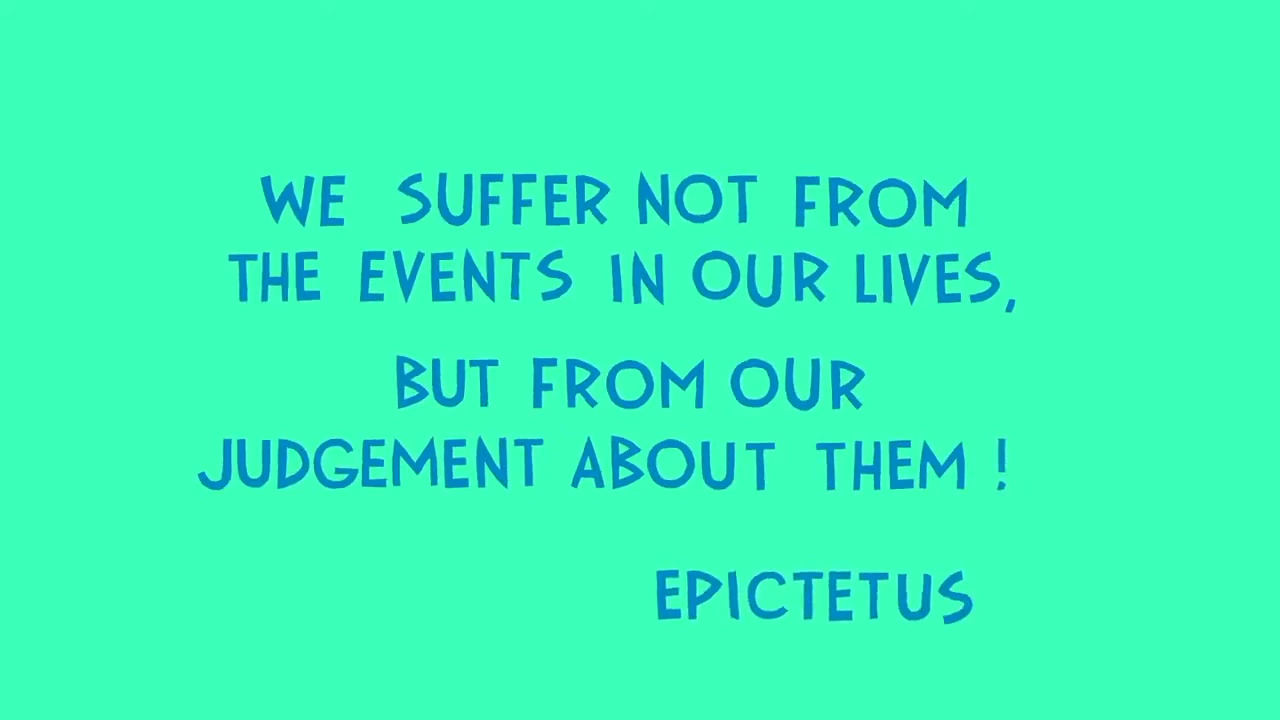 WE SUFFER NOT FROM
THE EVENTS IN OUR LIVES,
BUT FROM OUR
JUDGEMENT ABOUT THEM !
EPICTETUS